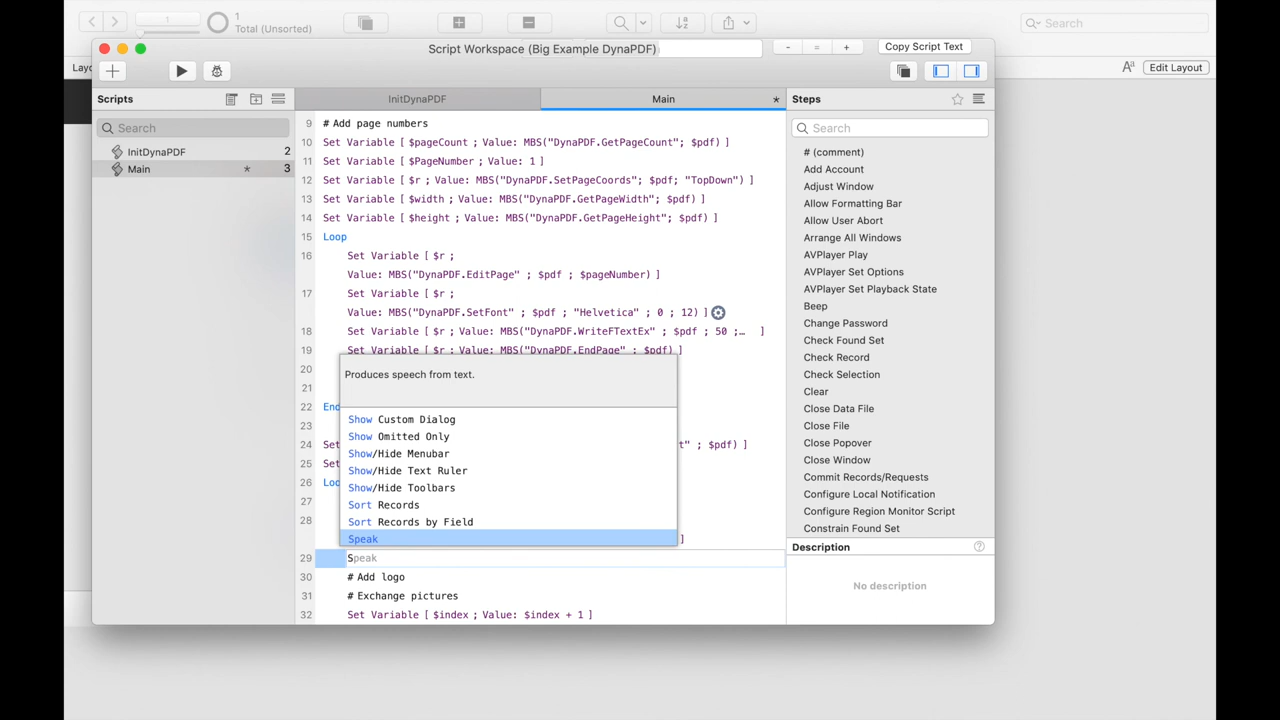 1
1
Total (Unsorted)
Search
Script Workspace (Big Example DynaPDF)
-
=
+
Copy Script Text
Layo
Edit Layout
Scripts
InitDynaPDF
Main
*
Steps
Search
InitDynaPDF 2
Main * 3
9 # Add page numbers
10 Set Variable [ $pageCount ; Value: MBS("DynaPDF.GetPageCount"; $pdf) ]
11 Set Variable [ $PageNumber ; Value: 1 ]
12 Set Variable [ $r ; Value: MBS("DynaPDF.SetPageCoords"; $pdf; "TopDown") ]
13 Set Variable [ $width ; Value: MBS("DynaPDF.GetPageWidth"; $pdf) ]
14 Set Variable [ $height ; Value: MBS("DynaPDF.GetPageHeight"; $pdf) ]
15 Loop
16 Set Variable [ $r ;
Value: MBS("DynaPDF.EditPage" ; $pdf ; $pageNumber) ]
17 Set Variable [ $r ;
Value: MBS("DynaPDF.SetFont" ; $pdf ; "Helvetica" ; 0 ; 12) ]
18 Set Variable [ $r ; Value: MBS("DynaPDF.WriteFTextEx" ; $pdf ; 50 ;… ]
19 Set Variable [ $r ; Value: MBS("DynaPDF.EndPage" ; $pdf) ]
20
21
22 End
23
24 Set t" ; $pdf) ]
25 Set
26 Loo
27
28 ]
Produces speech from text.
Show Custom Dialog
Show Omitted Only
Show/Hide Menubar
Show/Hide Text Ruler
Show/Hide Toolbars
Sort Records
Sort Records by Field
Speak
29 Speak
30 # Add logo
31 # Exchange pictures
32 Set Variable [ $index ; Value: $index + 1 ]
Search
# (comment)
Add Account
Adjust Window
Allow Formatting Bar
Allow User Abort
Arrange All Windows
AVPlayer Play
AVPlayer Set Options
AVPlayer Set Playback State
Beep
Change Password
Check Found Set
Check Record
Check Selection
Clear
Close Data File
Close File
Close Popover
Close Window
Commit Records/Requests
Configure Local Notification
Configure Region Monitor Script
Constrain Found Set
Description
No description